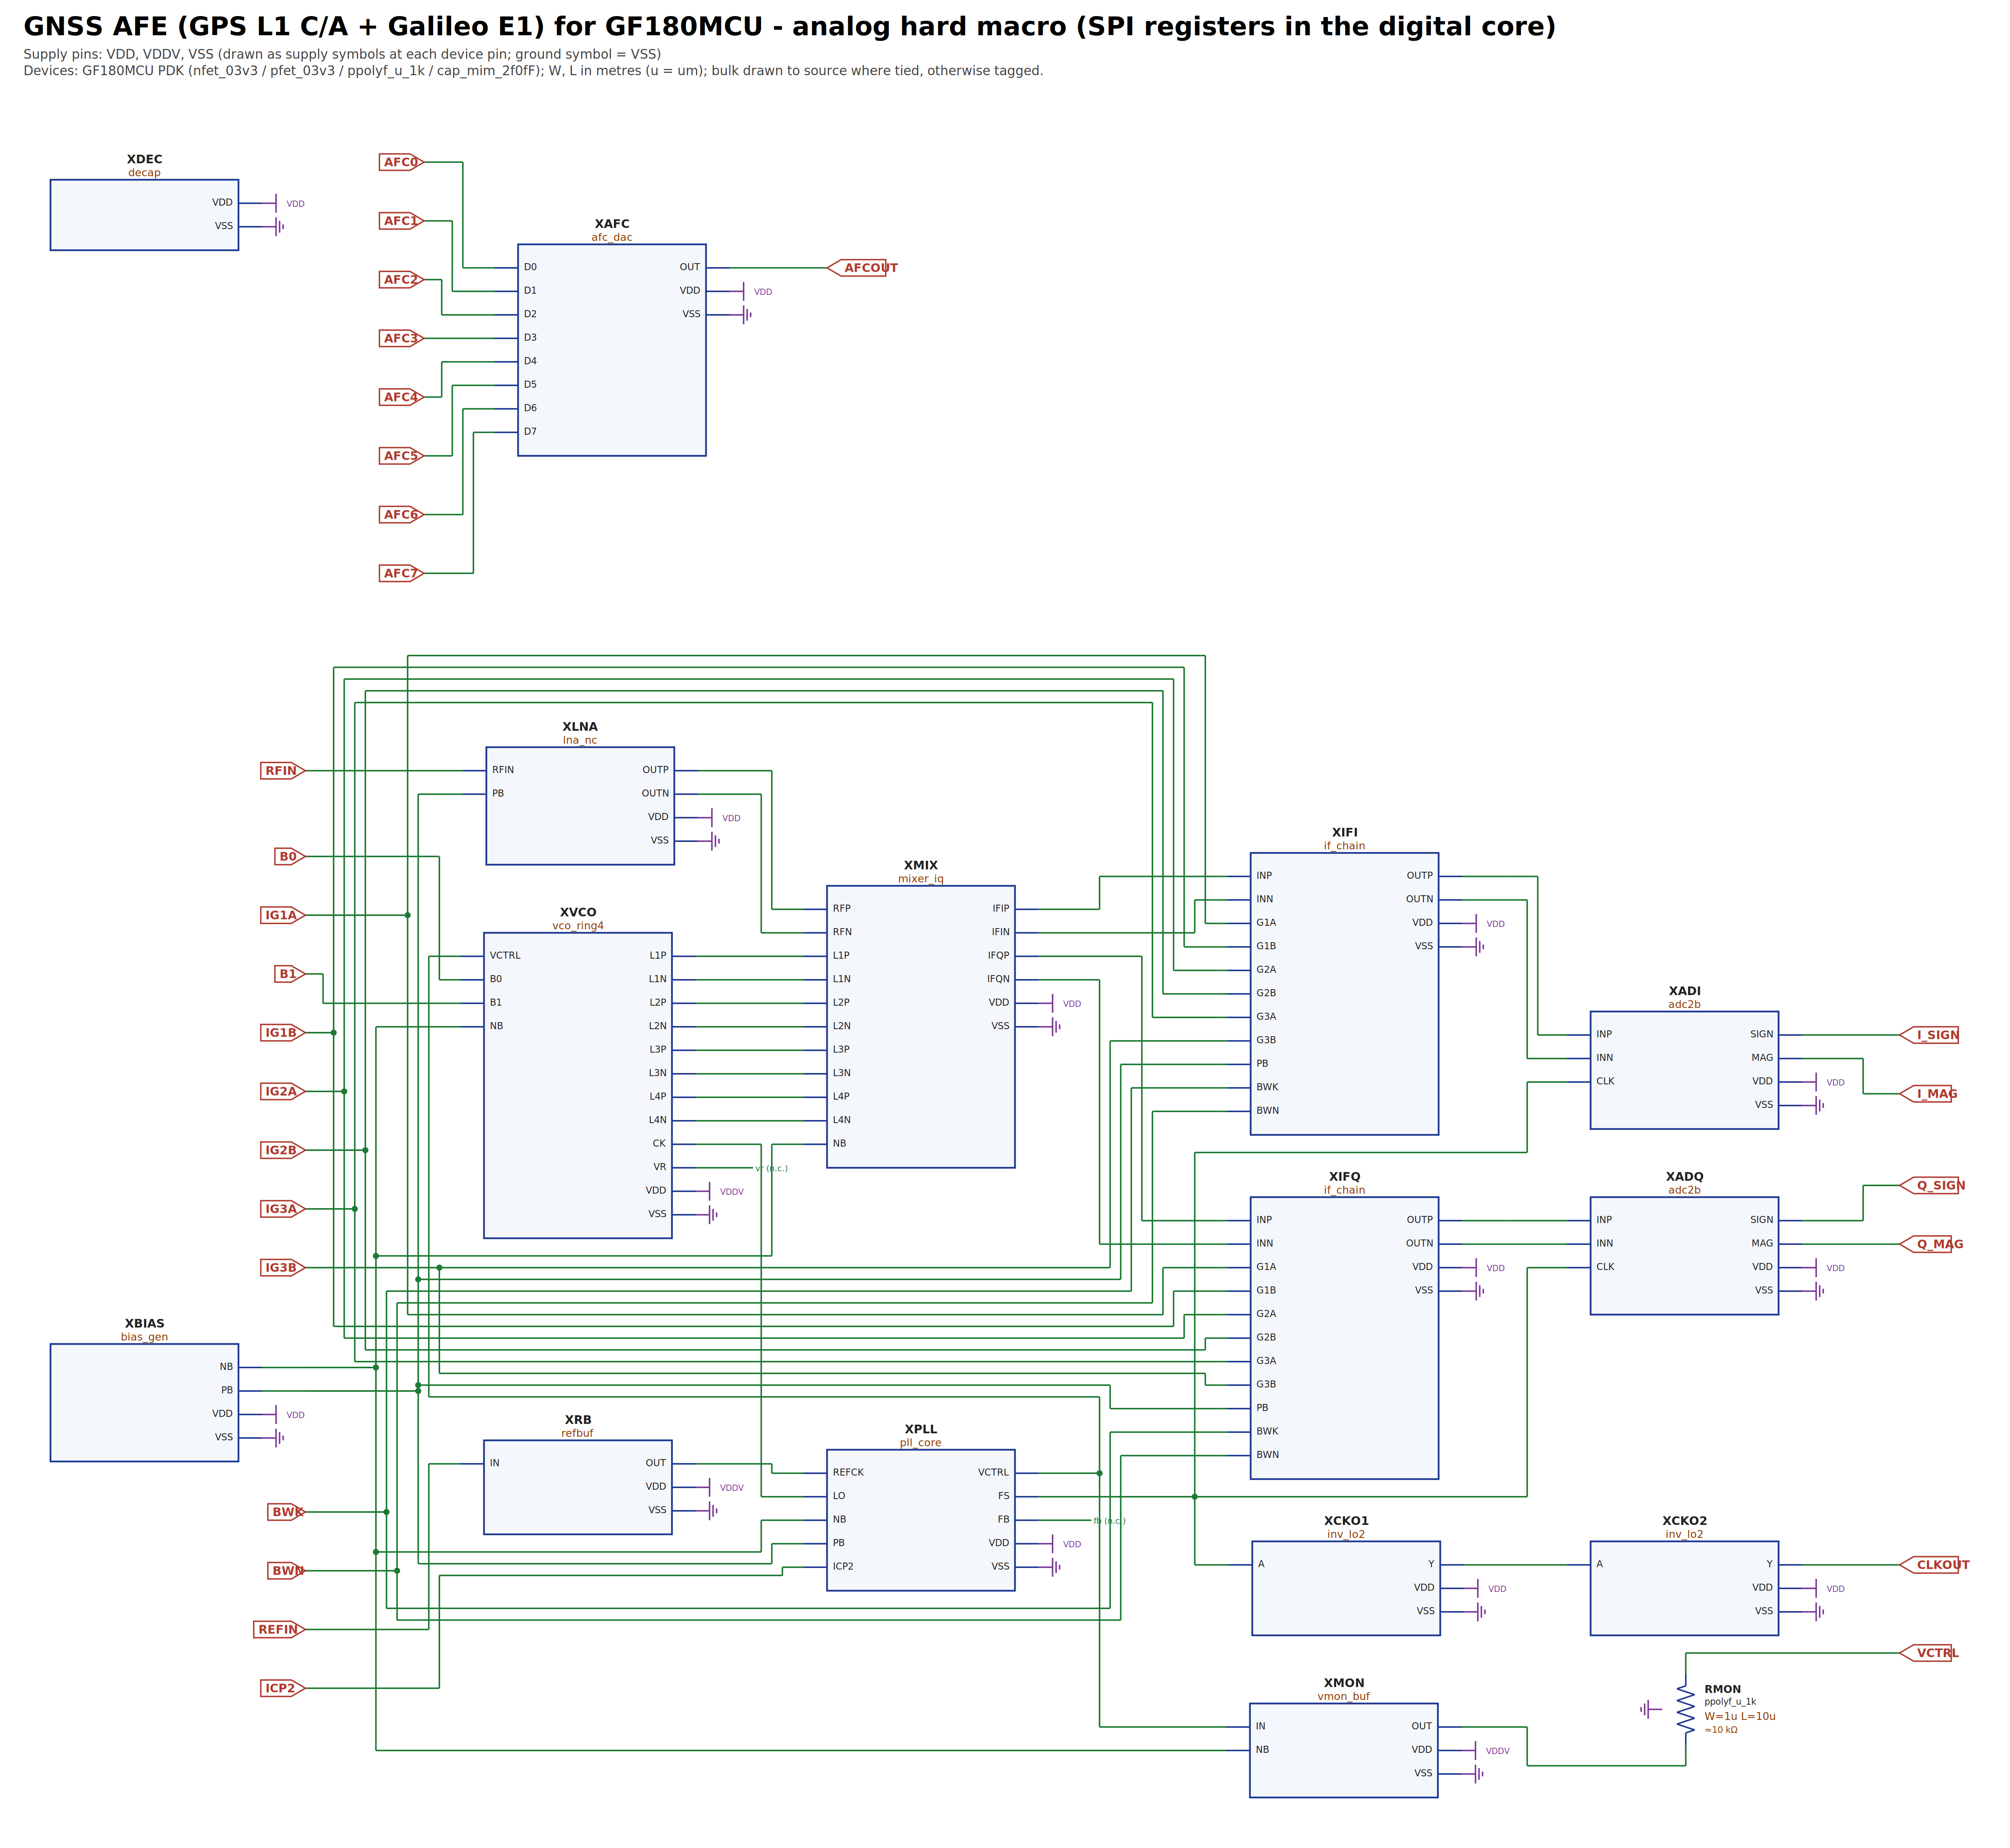 GNSS AFE (GPS L1 C/A + Galileo E1) for GF180MCU - analog hard macro (SPI registers in the digital core)
Supply pins: VDD, VDDV, VSS (drawn as supply symbols at each device pin; ground symbol = VSS)
Devices: GF180MCU PDK (nfet_03v3 / pfet_03v3 / ppolyf_u_1k / cap_mim_2f0fF); W, L in metres (u = um); bulk drawn to source where tied, otherwise tagged.
XDEC
decap
VDD
VSS
VDD
AFC0
AFC1
AFC2
AFC3
AFC4
AFC5
AFC6
AFC7
XAFC
afc_dac
D0
D1
D2
D3
D4
D5
D6
D7
OUT
VDD
VSS
VDD
AFCOUT
RFIN
B0
IG1A
B1
IG1B
IG2A
IG2B
IG3A
IG3B
XBIAS
bias_gen
NB
PB
VDD
VSS
VDD
BWK
BWN
REFIN
ICP2
XLNA
lna_nc
RFIN
PB
OUTP
OUTN
VDD
VSS
VDD
XVCO
vco_ring4
VCTRL
B0
B1
NB
L1P
L1N
L2P
L2N
L3P
L3N
L4P
L4N
CK
VR
VDD
VSS
vr (n.c.)
VDDV
XMIX
mixer_iq
RFP
RFN
L1P
L1N
L2P
L2N
L3P
L3N
L4P
L4N
NB
IFIP
IFIN
IFQP
IFQN
VDD
VSS
VDD
XRB
refbuf
IN
OUT
VDD
VSS
VDDV
XPLL
pll_core
REFCK
LO
NB
PB
ICP2
VCTRL
FS
FB
VDD
VSS
fb (n.c.)
VDD
XIFI
if_chain
INP
INN
G1A
G1B
G2A
G2B
G3A
G3B
PB
BWK
BWN
OUTP
OUTN
VDD
VSS
VDD
XIFQ
if_chain
INP
INN
G1A
G1B
G2A
G2B
G3A
G3B
PB
BWK
BWN
OUTP
OUTN
VDD
VSS
VDD
XADI
adc2b
INP
INN
CLK
SIGN
MAG
VDD
VSS
VDD
I_SIGN
I_MAG
XADQ
adc2b
INP
INN
CLK
SIGN
MAG
VDD
VSS
VDD
Q_SIGN
Q_MAG
XCKO1
inv_lo2
A
Y
VDD
VSS
VDD
XCKO2
inv_lo2
A
Y
VDD
VSS
VDD
CLKOUT
VCTRL
XMON
vmon_buf
IN
NB
OUT
VDD
VSS
VDDV
RMON
ppolyf_u_1k
W=1u L=10u
≈10 kΩ